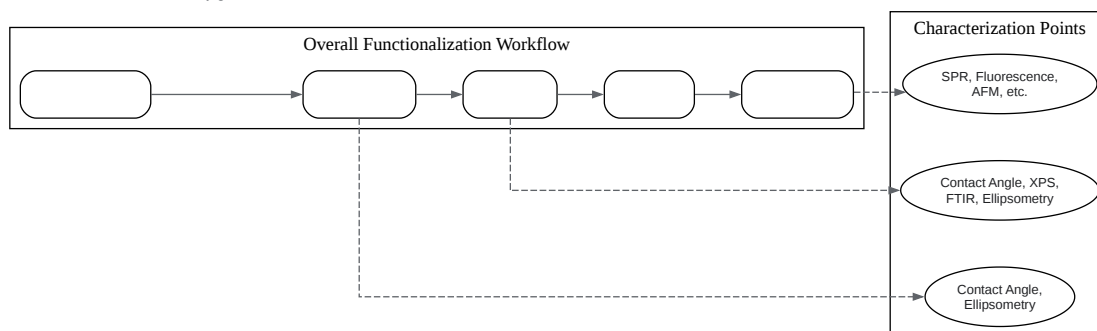 Overall Functionalization Workflow
Characterization Points
SPR, Fluorescence,
AFM, etc.
Contact Angle, XPS,
FTIR, Ellipsometry
Contact Angle,
Ellipsometry